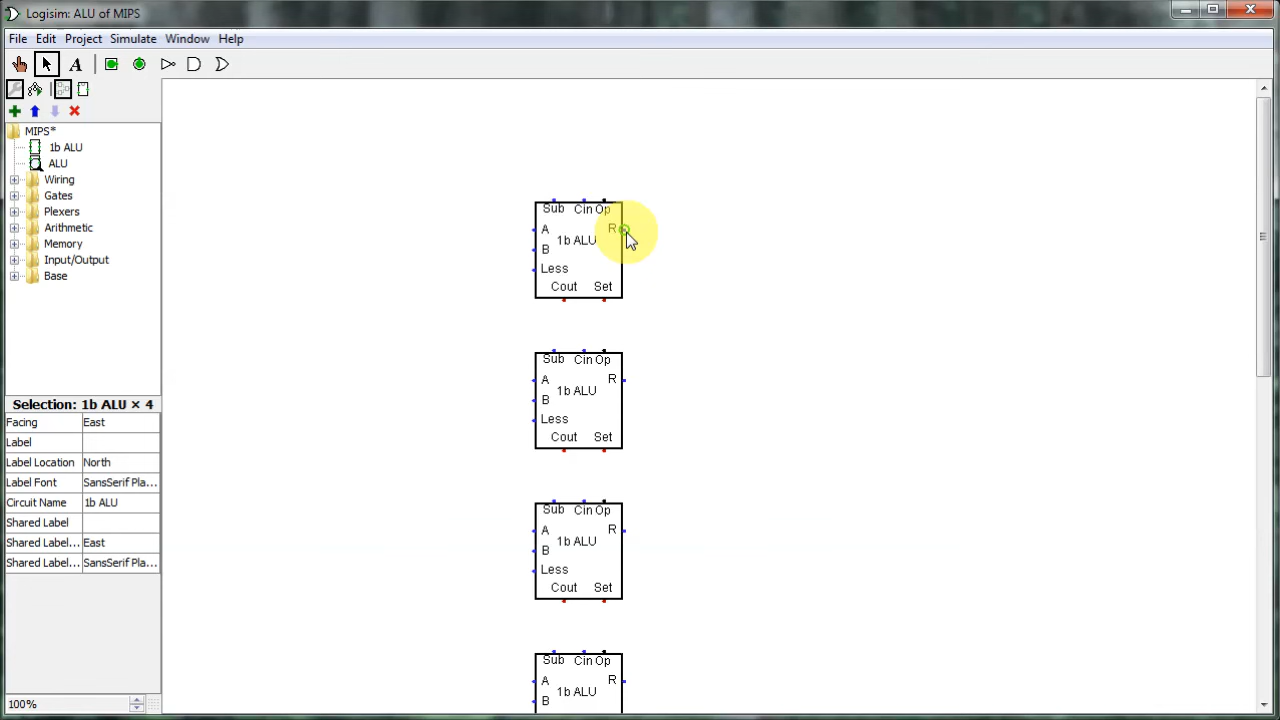 Logisim: ALU of MIPS
File Edit Project Simulate Window Help
A
MIPS*
1b ALU
ALU
Wiring
Gates
Plexers
Arithmetic
Memory
Input/Output
Base
Selection: 1b ALU × 4
Facing East
Label
Label Location North
Label Font SansSerif Pla...
Circuit Name 1b ALU
Shared Label
Shared Label... East
Shared Label... SansSerif Pla...
100%
Sub Cin Op
A R
1b ALU
B
Less
Cout Set
Sub Cin Op
A R
1b ALU
B
Less
Cout Set
Sub Cin Op
A R
1b ALU
B
Less
Cout Set
Sub Cin Op
A R
1b ALU
B